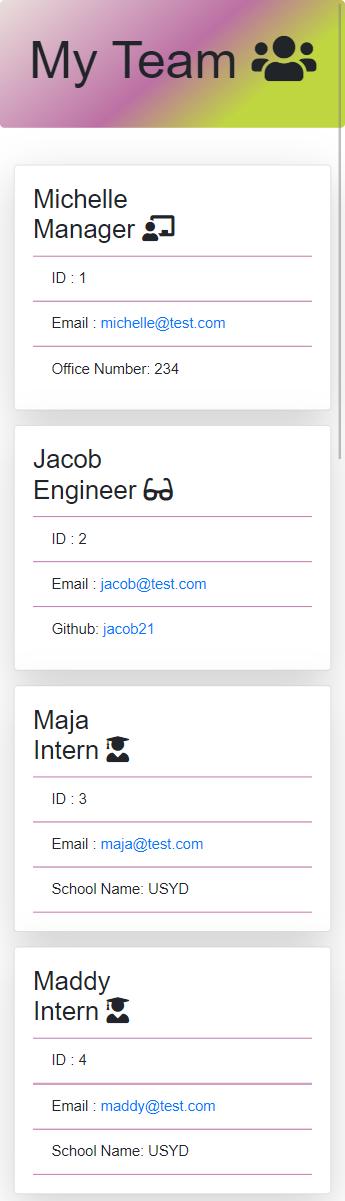 My Team
Michelle
Manager
ID : 1
Email : michelle@test.com
Office Number: 234
Jacob
Engineer
ID : 2
Email : jacob@test.com
Github: jacob21
Maja
Intern
ID : 3
Email : maja@test.com
School Name: USYD
Maddy
Intern
ID : 4
Email : maddy@test.com
School Name: USYD